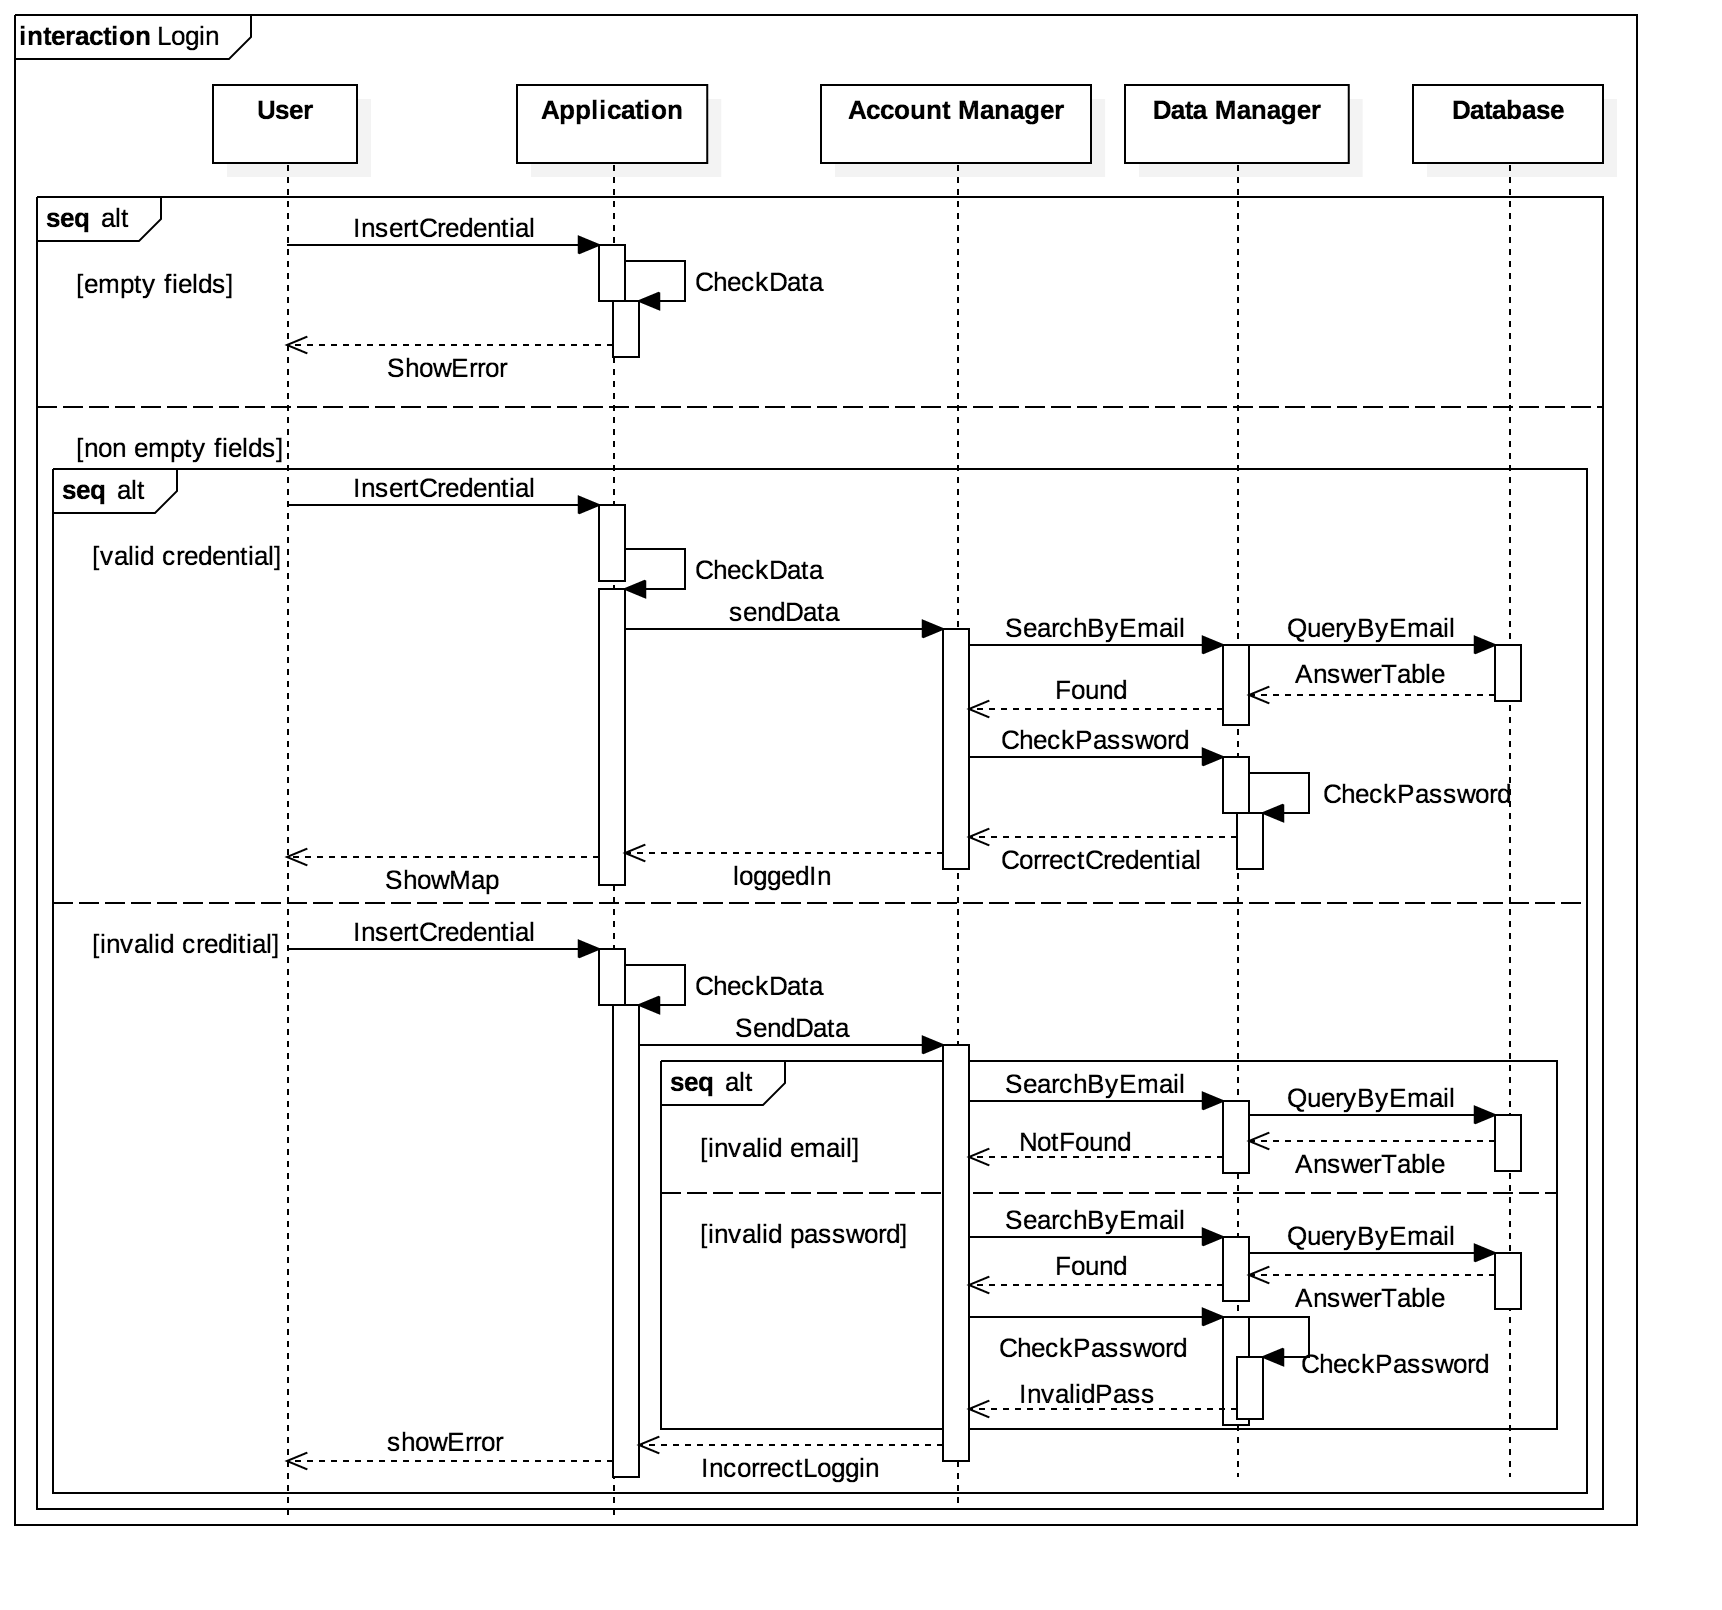 interaction Login
User
Application
Account Manager
Data Manager
Database
seq alt
InsertCredential
[empty fields]
CheckData
ShowError
[non empty fields]
seq alt
InsertCredential
[valid credential]
CheckData
sendData
SearchByEmail
QueryByEmail
AnswerTable
Found
CheckPassword
CheckPassword
CorrectCredential
loggedIn
ShowMap
[invalid creditial]
InsertCredential
CheckData
SendData
seq alt
SearchByEmail
QueryByEmail
[invalid email]
NotFound
AnswerTable
[invalid password]
SearchByEmail
QueryByEmail
Found
AnswerTable
CheckPassword
CheckPassword
InvalidPass
showError
IncorrectLoggin